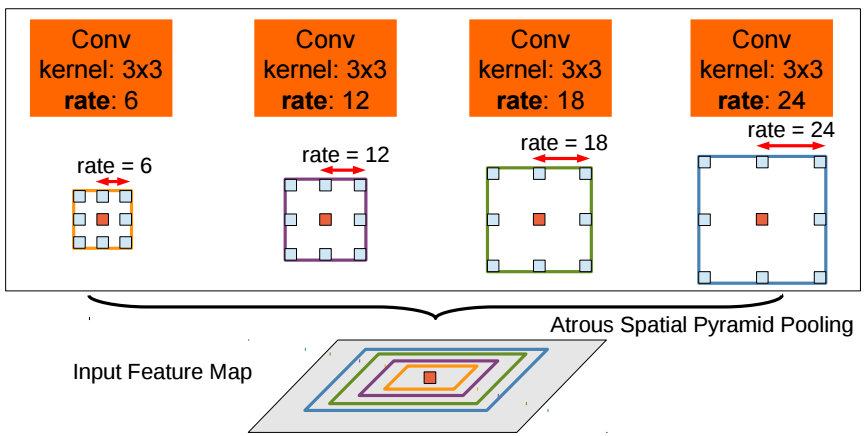 Conv
kernel: 3x3
rate: 6
Conv
kernel: 3x3
rate: 12
Conv
kernel: 3x3
rate: 18
Conv
kernel: 3x3
rate: 24
rate = 6
rate = 12
rate = 18
rate = 24
Atrous Spatial Pyramid Pooling
Input Feature Map